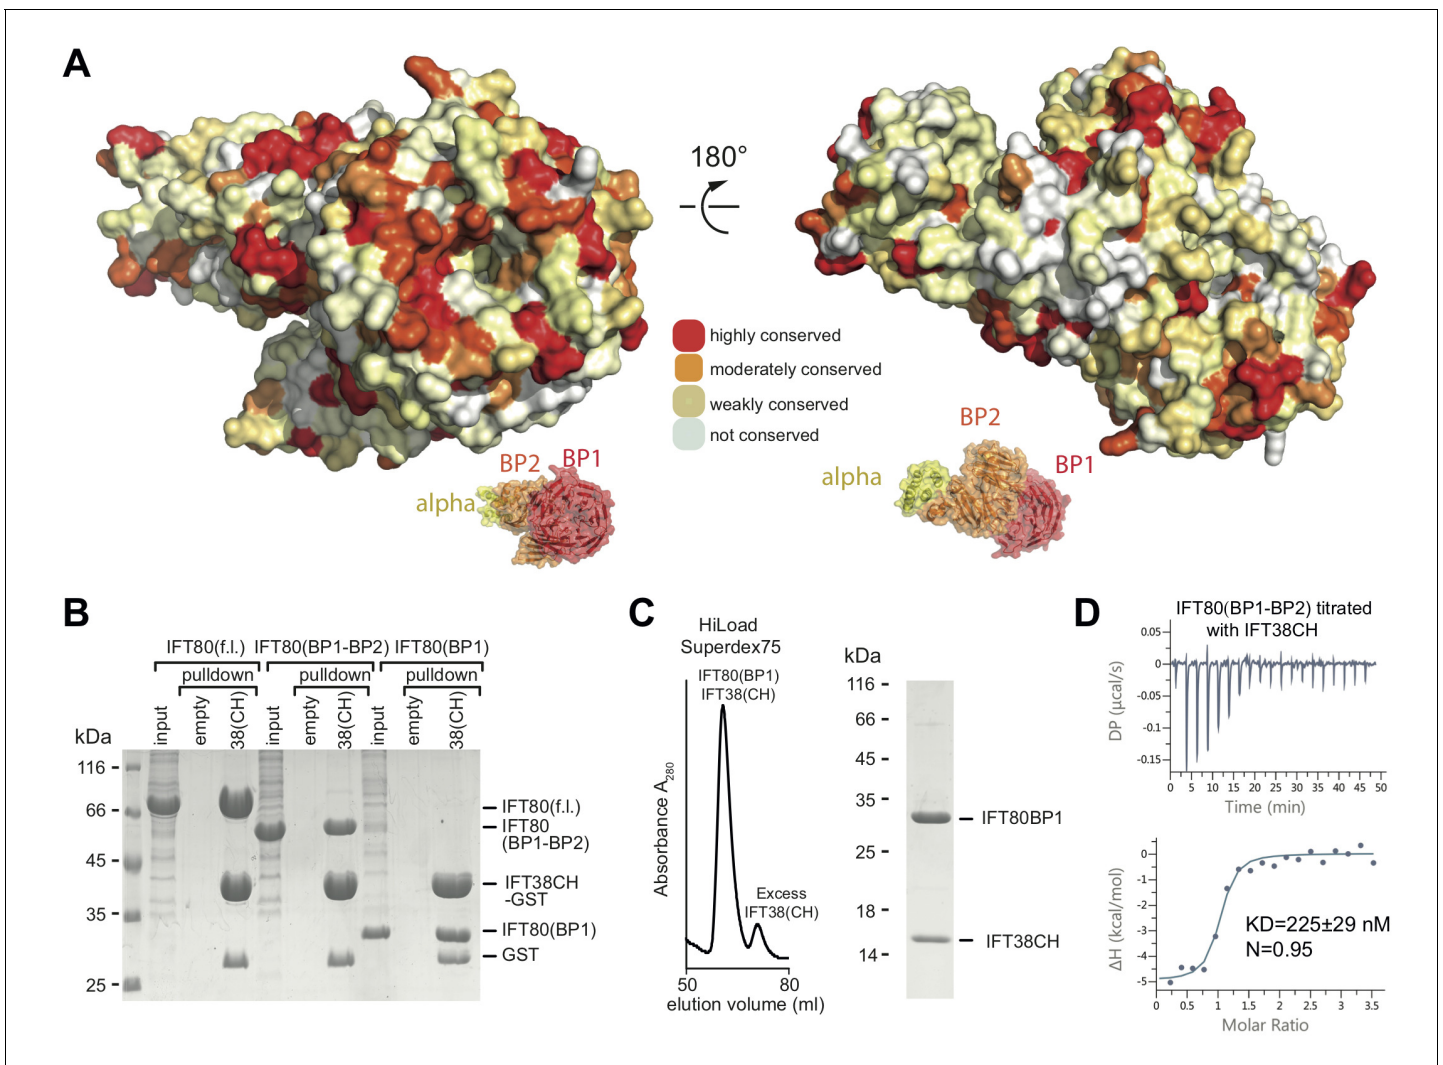 A
180°
highly conserved
moderately conserved
weakly conserved
not conserved
BP2
BP1
alpha
BP2
BP1
alpha
B
IFT80(f.l.)
IFT80(BP1-BP2)
IFT80(BP1)
pulldown
pulldown
pulldown
input
empty
38(CH)
input
empty
38(CH)
input
empty
38(CH)
kDa
116
66
45
35
25
IFT80(f.l.)
IFT80
(BP1-BP2)
IFT38CH
-GST
IFT80(BP1)
GST
C
HiLoad
Superdex75
IFT80(BP1)
IFT38(CH)
Excess
IFT38(CH)
Absorbance A280
50
80
elution volume (ml)
kDa
116
66
45
35
25
18
14
IFT80BP1
IFT38CH
D
IFT80(BP1-BP2) titrated
with IFT38CH
DP (µcal/s)
0.05
0
-0.05
-0.1
-0.15
0 5 10 15 20 25 30 35 40 45 50
Time (min)
ΔH (kcal/mol)
0
-1
-2
-3
-4
-5
KD=225±29 nM
N=0.95
0 0.5 1 1.5 2 2.5 3 3.5
Molar Ratio